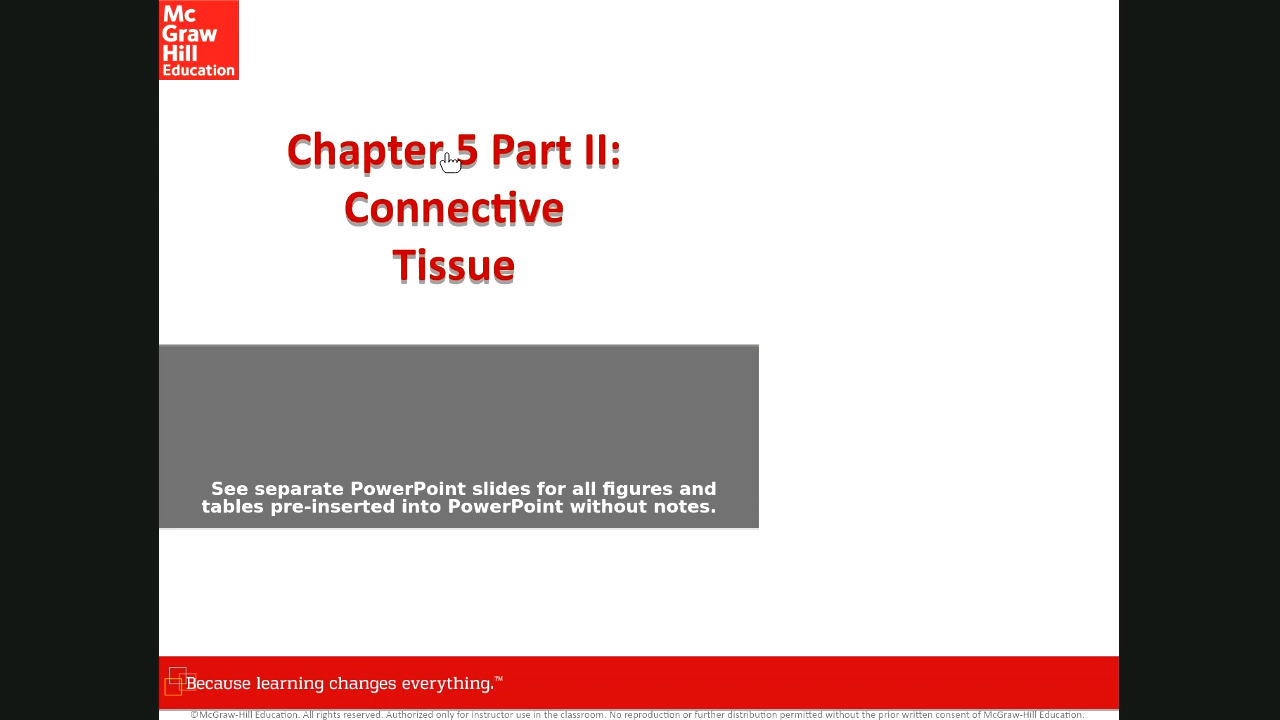 Mc
Graw
Hill
Education
Chapter 5 Part II:
Connective
Tissue
See separate PowerPoint slides for all figures and
tables pre-inserted into PowerPoint without notes.
Because learning changes everything.™
©McGraw-Hill Education. All rights reserved. Authorized only for instructor use in the classroom. No reproduction or further distribution permitted without the prior written consent of McGraw-Hill Education.